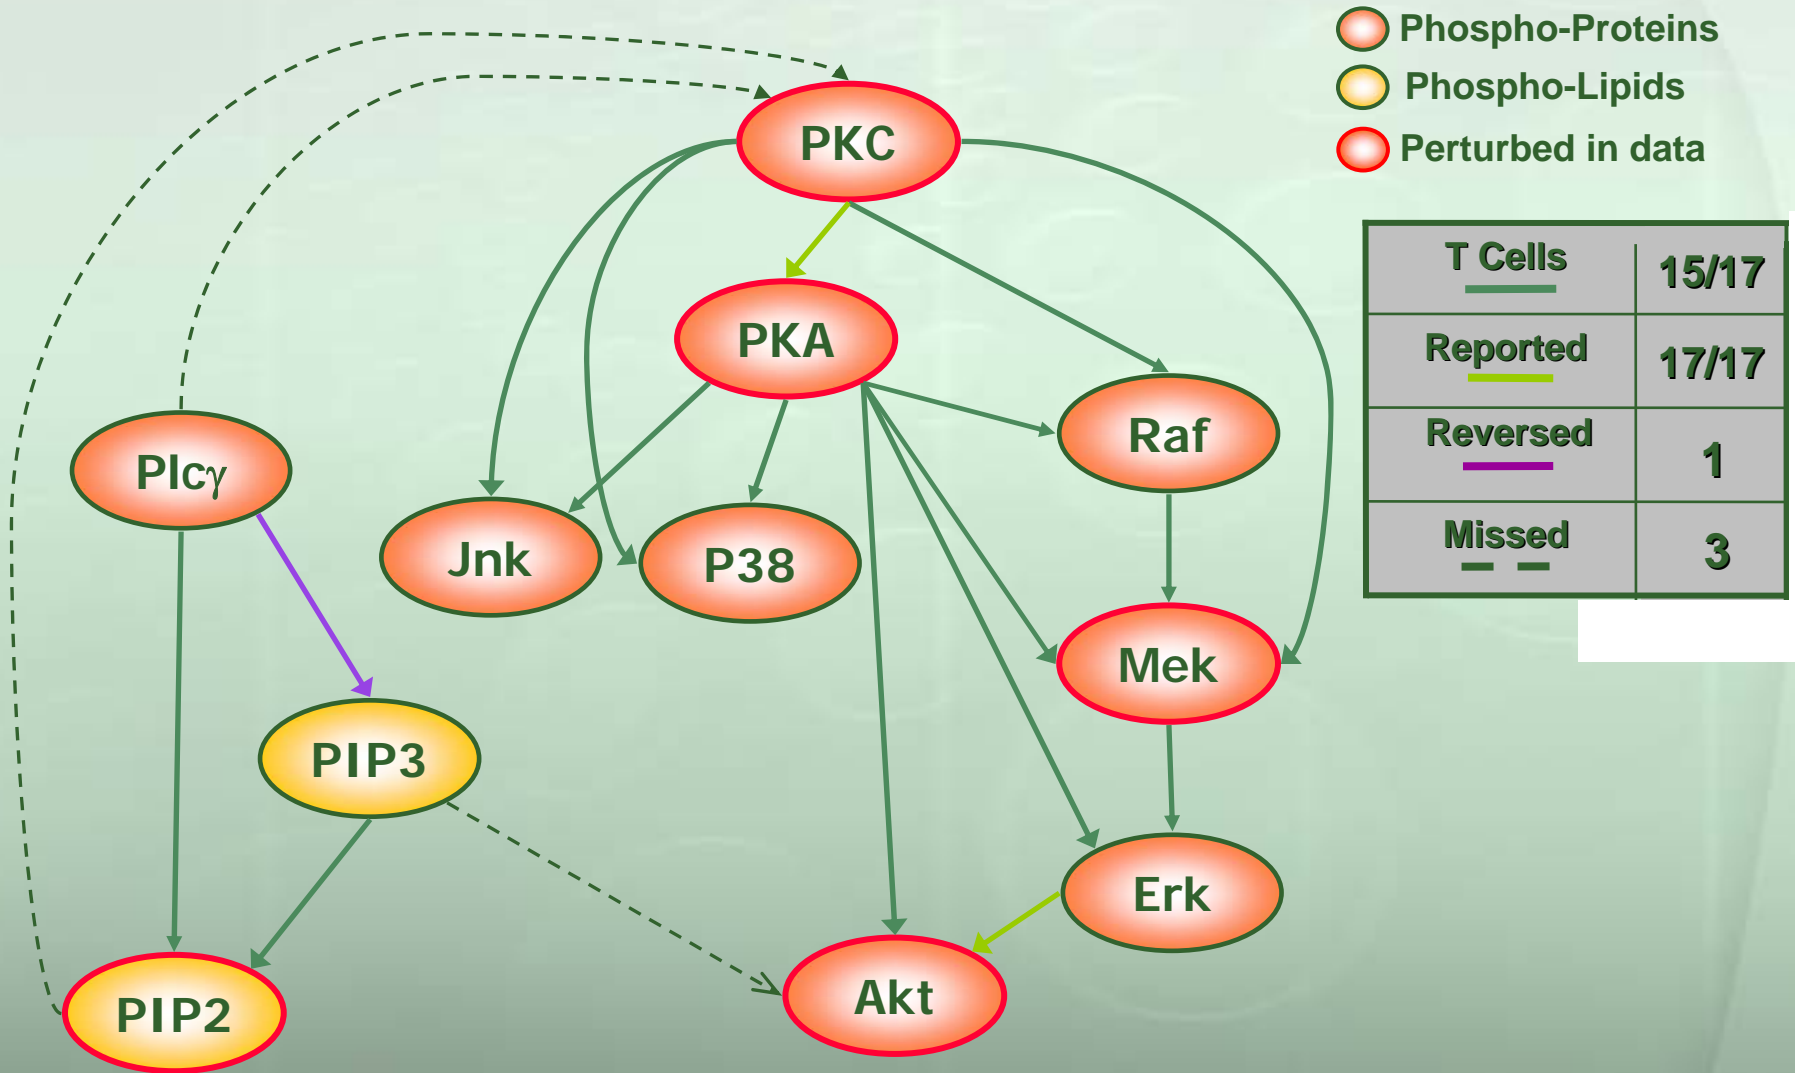 Phospho-Proteins
Phospho-Lipids
Perturbed in data
PKC
PKA
Raf
Plcγ
Jnk
P38
Mek
PIP3
Erk
Akt
PIP2
T Cells 15/17
Reported 17/17
Reversed 1
Missed 3